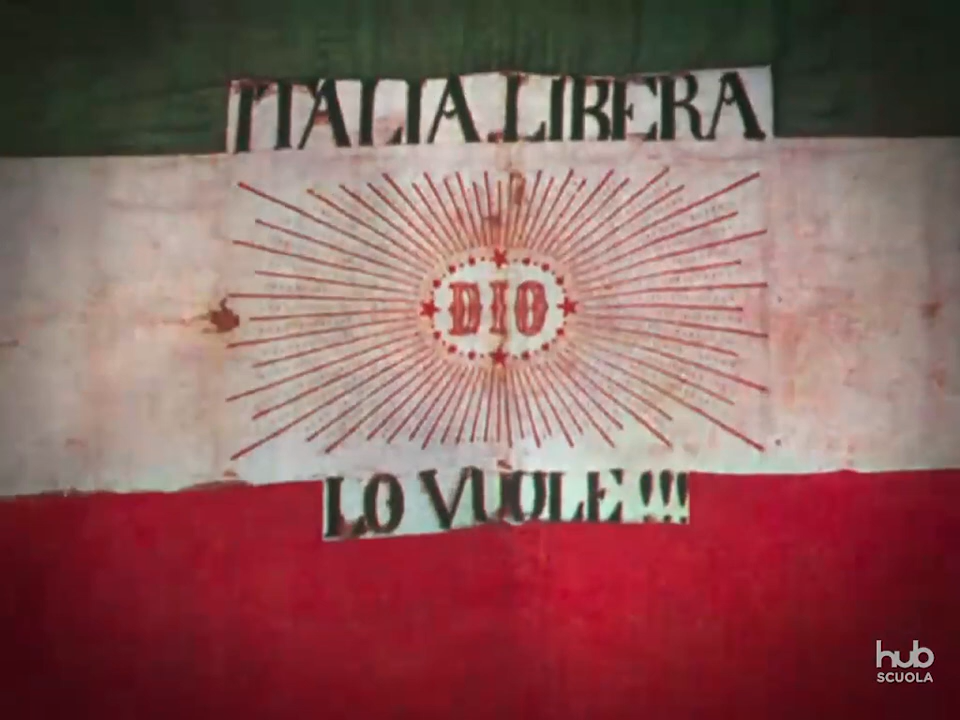 ITALIA LIBERA
DIO
LO VUOLE !!!
hub
SCUOLA